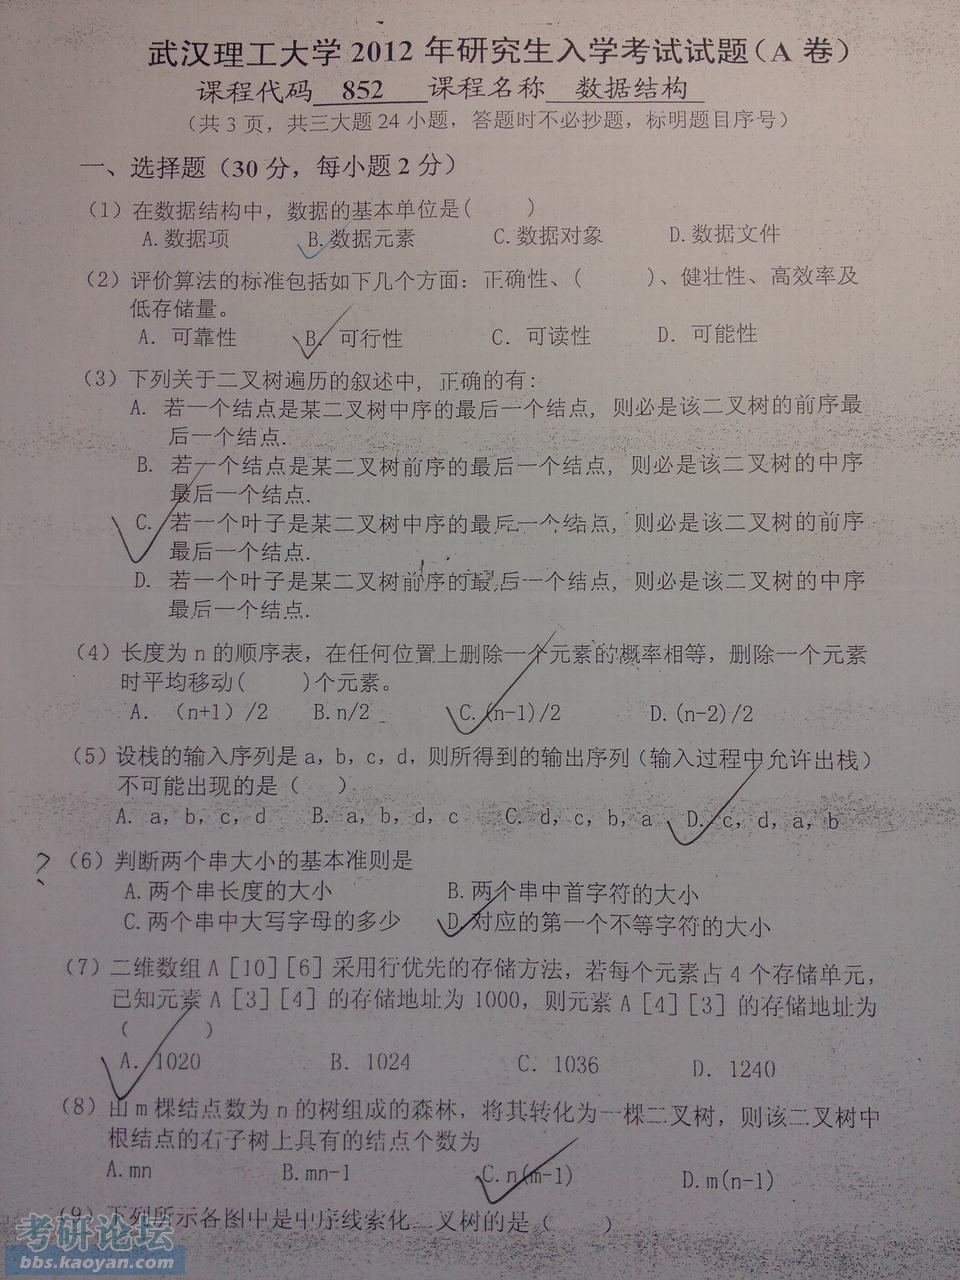 武汉理工大学2012年研究生入学考试试题（A 卷）
课程代码 852 课程名称 数据结构
（共3页，共三大题24小题，答题时不必抄题，标明题目序号）
一、选择题（30分，每小题2分）
（1）在数据结构中，数据的基本单位是( )
A.数据项 B.数据元素 C.数据对象 D.数据文件
（2）评价算法的标准包括如下几个方面：正确性、( )、健壮性、高效率及
低存储量。
A．可靠性 B．可行性 C．可读性 D．可能性
（3）下列关于二叉树遍历的叙述中，正确的有：
A. 若一个结点是某二叉树中序的最后一个结点，则必是该二叉树的前序最
后一个结点.
B. 若一个结点是某二叉树前序的最后一个结点，则必是该二叉树的中序
最后一个结点.
C. 若一个叶子是某二叉树中序的最后一个结点，则必是该二叉树的前序
最后一个结点.
D. 若一个叶子是某二叉树前序的最后一个结点，则必是该二叉树的中序
最后一个结点.
（4）长度为n的顺序表，在任何位置上删除一个元素的概率相等，删除一个元素
时平均移动( )个元素。
A．（n+1）/2 B.n/2 C.(n-1)/2 D.(n-2)/2
（5）设栈的输入序列是a，b，c，d，则所得到的输出序列（输入过程中允许出栈）
不可能出现的是（ ）
A. a，b，c，d B. a，b，d，c C. d，c，b，a D. c，d，a，b
? （6）判断两个串大小的基本准则是
A.两个串长度的大小 B.两个串中首字符的大小
C.两个串中大写字母的多少 D.对应的第一个不等字符的大小
（7）二维数组A［10］［6］采用行优先的存储方法，若每个元素占4个存储单元，
已知元素A［3］［4］的存储地址为1000，则元素A［4］［3］的存储地址为
（ ）
A．1020 B．1024 C．1036 D．1240
（8）由m棵结点数为n的树组成的森林，将其转化为一棵二叉树，则该二叉树中
根结点的右子树上具有的结点个数为
A.mn B.mn-1 C.n(m-1) D.m(n-1)
（9）下列所示各图中是中序线索化二叉树的是（ ）
考研论坛
bbs.kaoyan.com